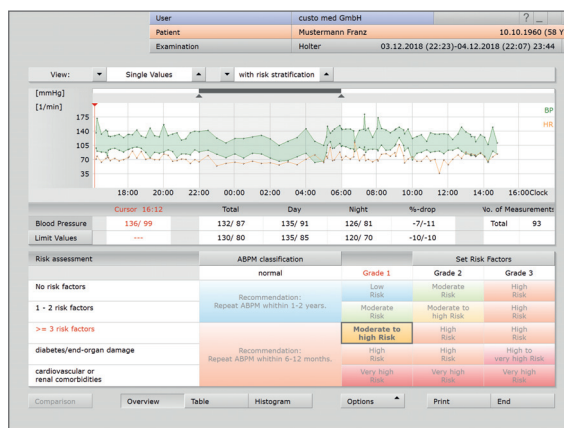 User custo med GmbH ? _
Patient Mustermann Franz 10.10.1960 (58 Y
Examination Holter 03.12.2018 (22:23)-04.12.2018 (22:07) 23:44
View: Single Values with risk stratification
[mmHg]
[1/min]
BP
HR
175
140
105
70
35
18:00 20:00 22:00 00:00 02:00 04:00 06:00 08:00 10:00 12:00 14:00 16:00Clock
Cursor 16:12 Total Day Night %-drop No. of Measurements
Blood Pressure 136/ 99 132/ 87 135/ 91 126/ 81 -7/-11 Total 93
Limit Values --- 130/ 80 135/ 85 120/ 70 -10/-10
Risk assessment ABPM classification Set Risk Factors
normal Grade 1 Grade 2 Grade 3
No risk factors Low Risk Moderate Risk High Risk
Recommendation:
Repeat ABPM whithin 1-2 years.
1 - 2 risk factors Moderate Risk Moderate to high Risk High Risk
>= 3 risk factors Moderate to high Risk High Risk High Risk
Recommendation:
Repeat ABPM whithin 6-12 months.
diabetes/end-organ damage High Risk High Risk High to very high Risk
cardiovascular or
renal comorbidities Very high Risk Very high Risk Very high Risk
Comparison Overview Table Histogram Options Print End